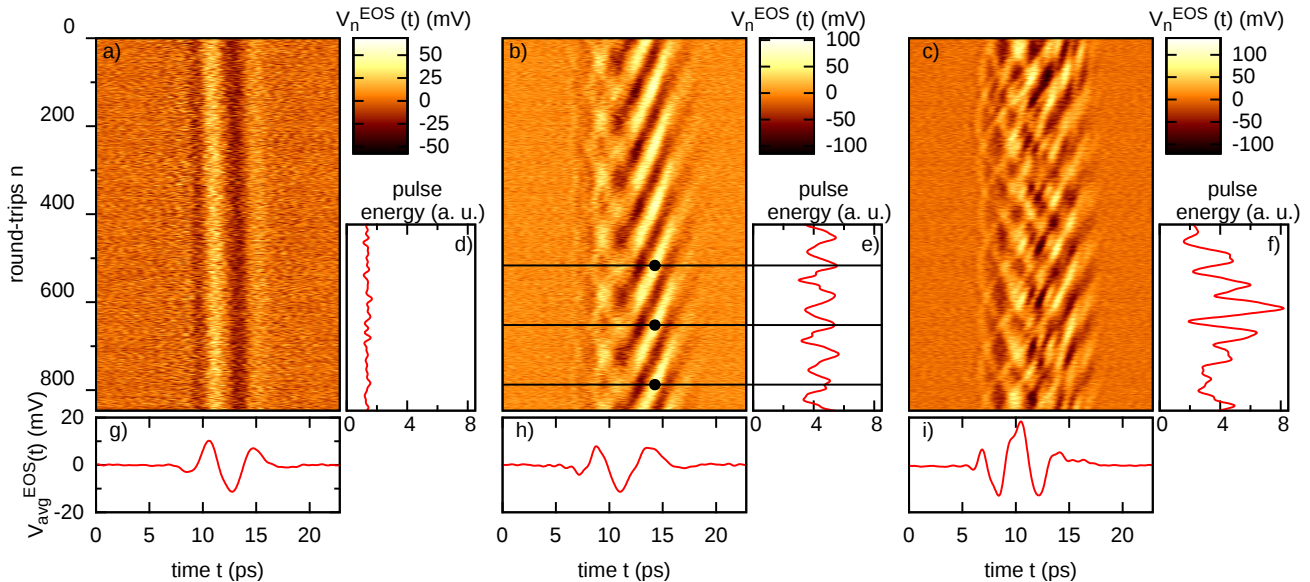 V_n^EOS (t) (mV)
V_n^EOS (t) (mV)
V_n^EOS (t) (mV)
0
200
400
600
800
round-trips n
a)
50
25
0
-25
-50
b)
100
50
0
-50
-100
c)
100
50
0
-50
-100
pulse
energy (a. u.)
pulse
energy (a. u.)
pulse
energy (a. u.)
d)
0 4 8
e)
0 4 8
f)
0 4 8
V_avg^EOS(t) (mV)
20
0
-20
g)
h)
i)
0 5 10 15 20
0 5 10 15 20
0 5 10 15 20
time t (ps)
time t (ps)
time t (ps)